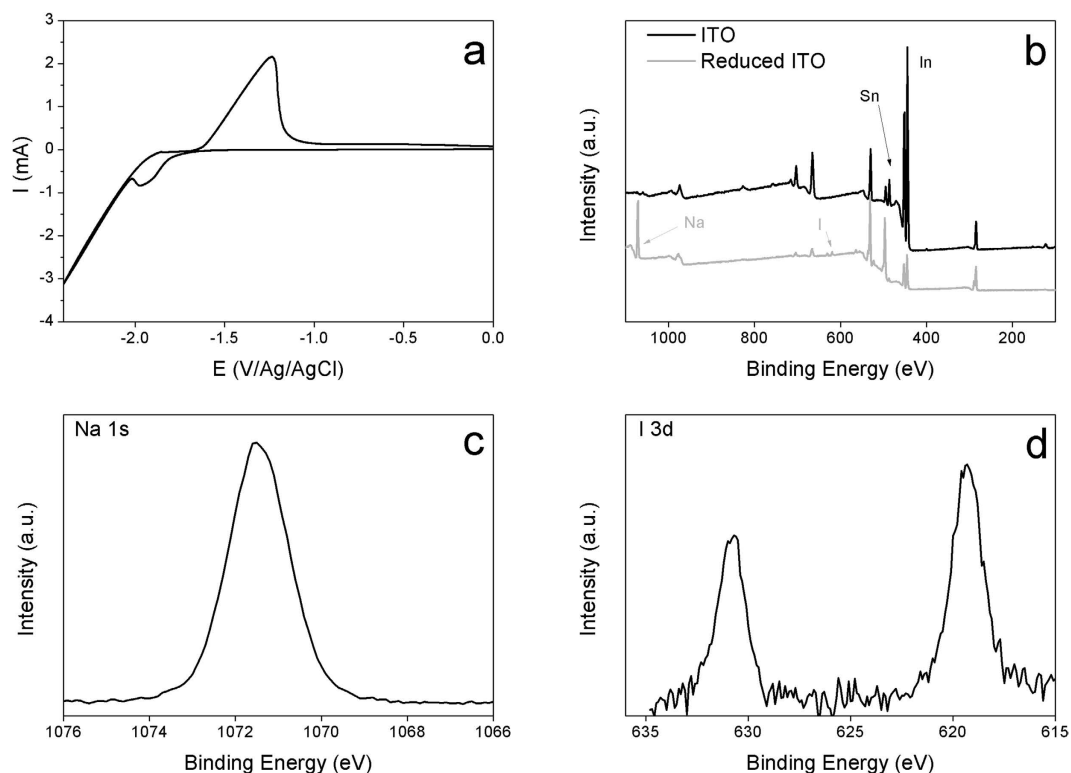 a
3
2
1
0
-1
-2
-3
-4
I (mA)
-2.0 -1.5 -1.0 -0.5 0.0
E (V/Ag/AgCl)
b
ITO
Reduced ITO
In
Sn
Na
I
Intensity (a.u.)
1000 800 600 400 200
Binding Energy (eV)
Na 1s
c
Intensity (a.u.)
1076 1074 1072 1070 1068 1066
Binding Energy (eV)
I 3d
d
Intensity (a.u.)
635 630 625 620 615
Binding Energy (eV)